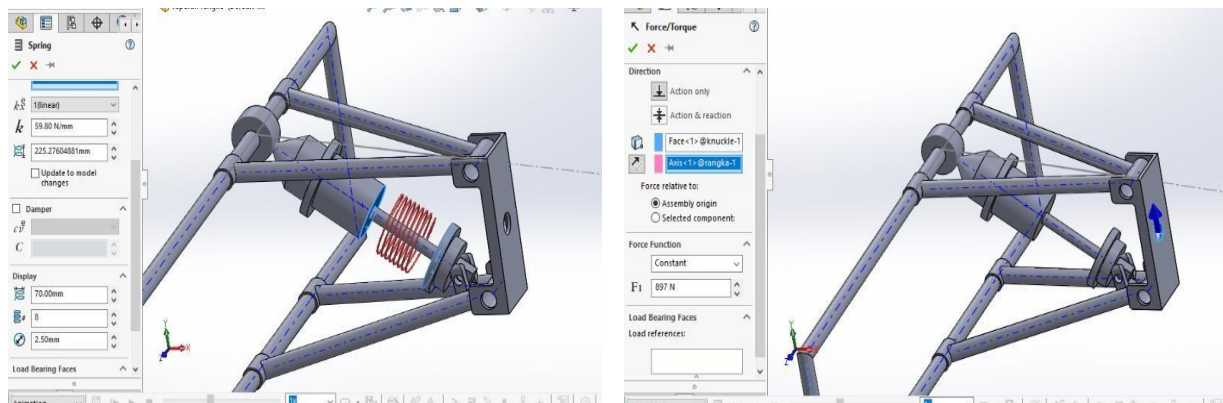 Spring
1(linear)
k 59.80 N/mm
225.27604881mm
Update to model
changes
Damper
C
Display
70.00mm
8
2.50mm
Load Bearing Faces
Force/Torque
Direction
Action only
Action & reaction
Face<1>@knuckle-1
Axis<1>@rangka-1
Force relative to:
Assembly origin
Selected component:
Force Function
Constant
F1 897 N
Load Bearing Faces
Load references:
Y
X
Z